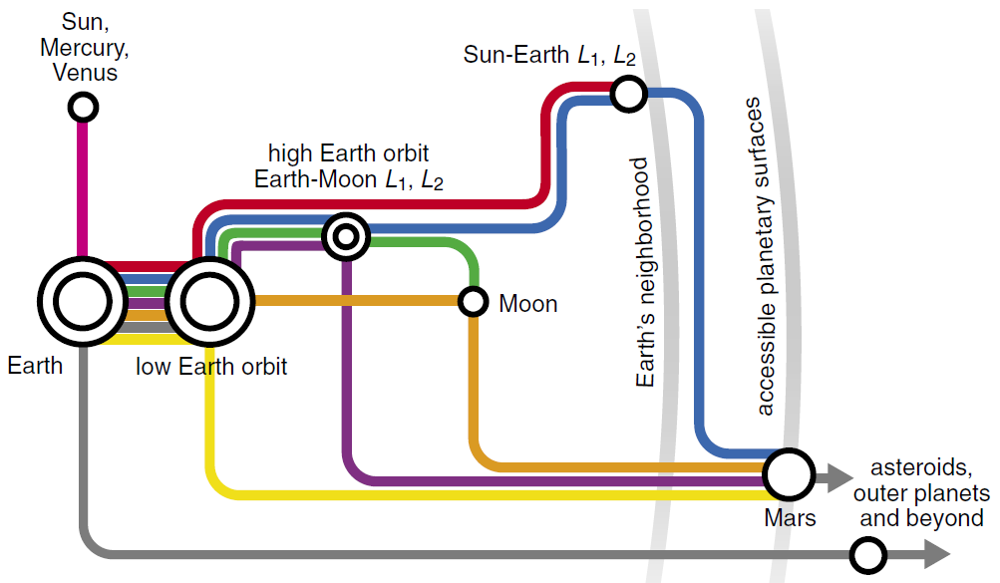 Sun,
Mercury,
Venus
Sun-Earth L1, L2
high Earth orbit
Earth-Moon L1, L2
Earth's neighborhood
accessible planetary surfaces
Moon
Earth
low Earth orbit
Mars
asteroids,
outer planets
and beyond